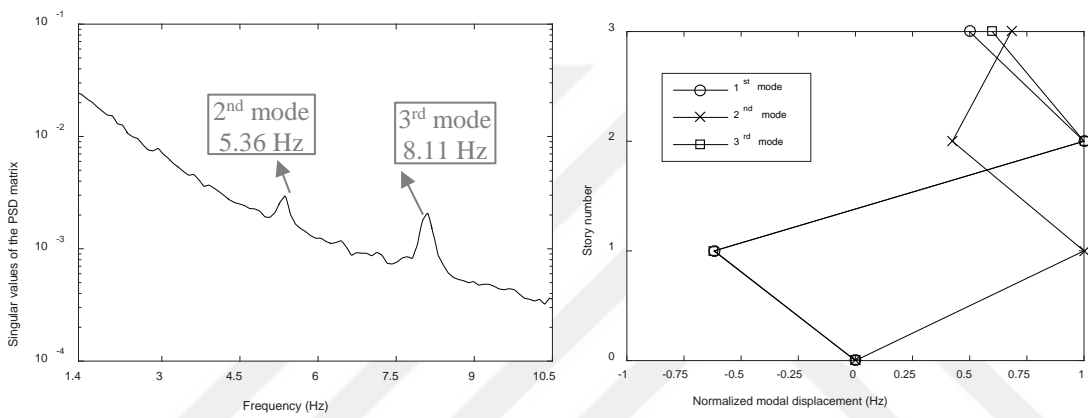 10 -1
10 -2
10 -3
10 -4
Singular values of the PSD matrix
2nd mode
5.36 Hz
3rd mode
8.11 Hz
1.4 3 4.5 6 7.5 9 10.5
Frequency (Hz)
3
2
1
0
Story number
1 st mode
2 nd mode
3 rd mode
-1 -0.75 -0.5 -0.25 0 0.25 0.5 0.75 1
Normalized modal displacement (Hz)